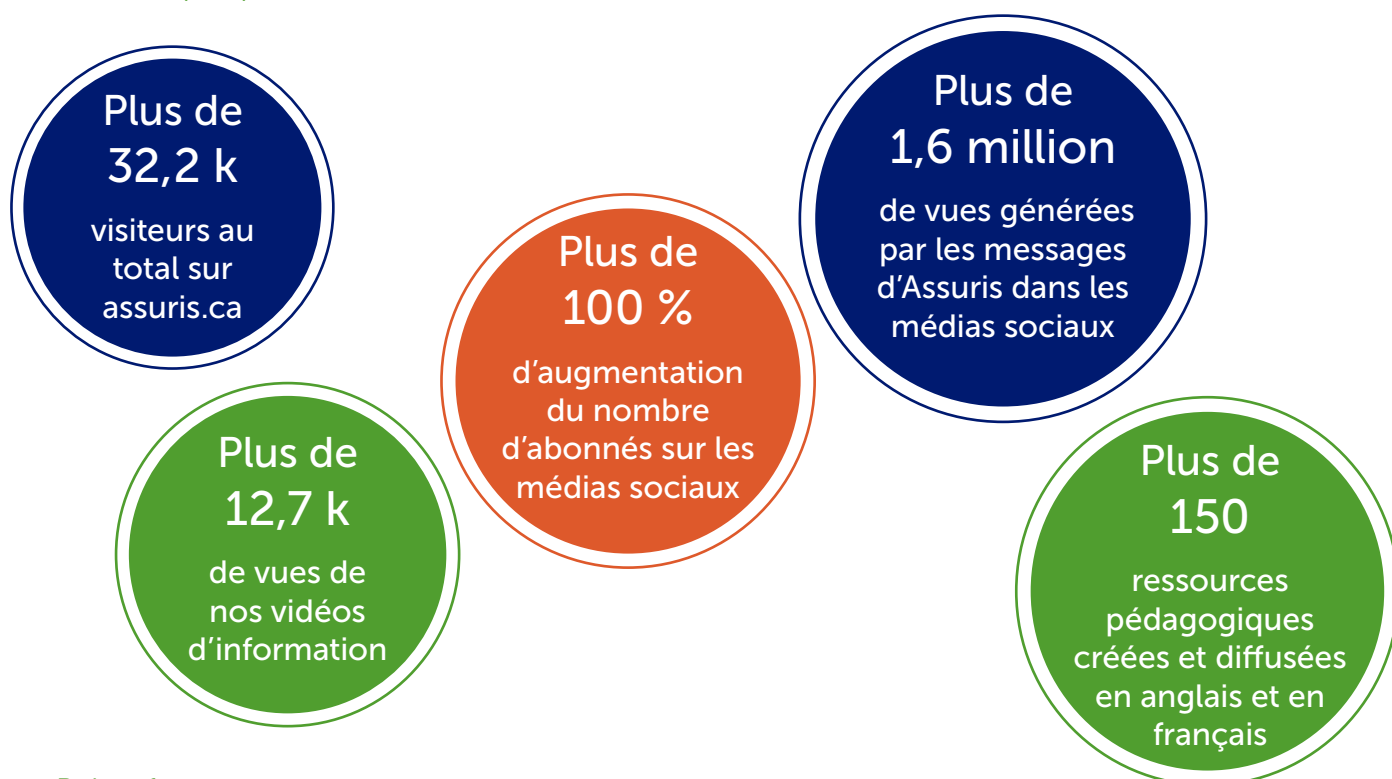 Plus de
32,2 k
visiteurs au
total sur
assuris.ca
Plus de
1,6 million
de vues générées
par les messages
d'Assuris dans les
médias sociaux
Plus de
100 %
d'augmentation
du nombre
d'abonnés sur les
médias sociaux
Plus de
12,7 k
de vues de
nos vidéos
d'information
Plus de
150
ressources
pédagogiques
créées et diffusées
en anglais et en
français